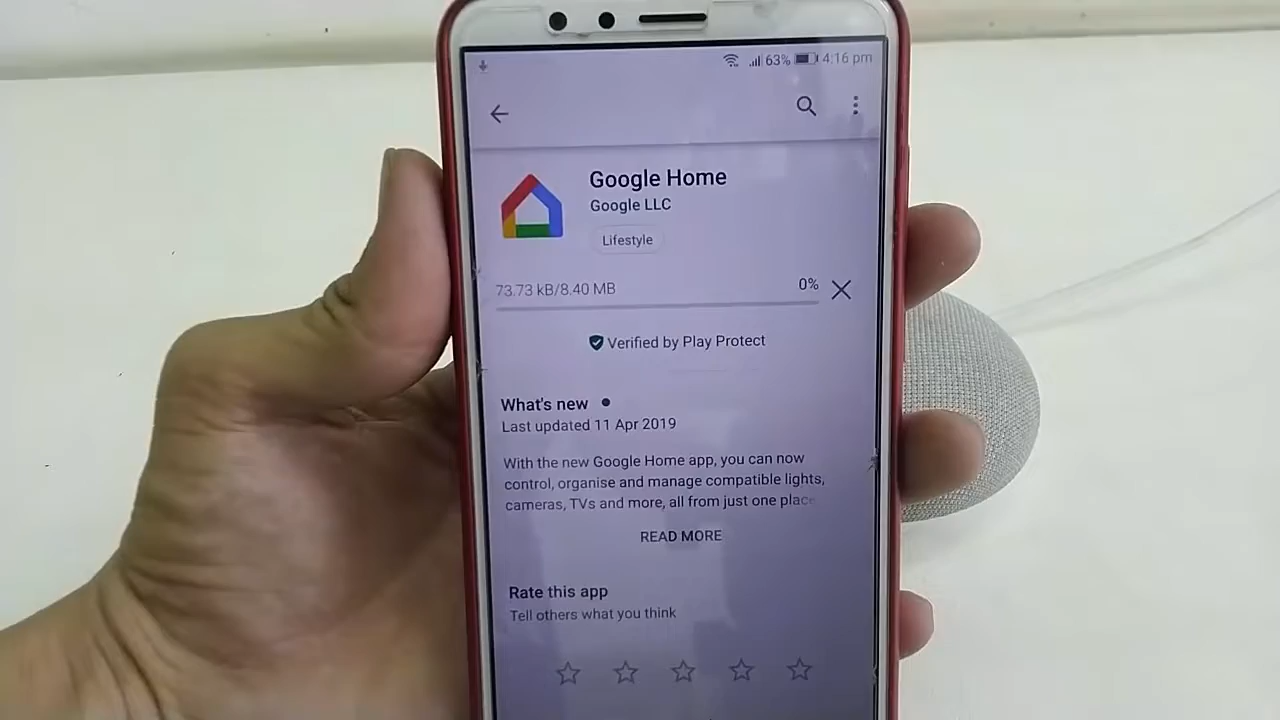 63% 4:16 pm
Google Home
Google LLC
Lifestyle
73.73 kB/8.40 MB 0%
Verified by Play Protect
What's new
Last updated 11 Apr 2019
With the new Google Home app, you can now
control, organise and manage compatible lights,
cameras, TVs and more, all from just one place
READ MORE
Rate this app
Tell others what you think